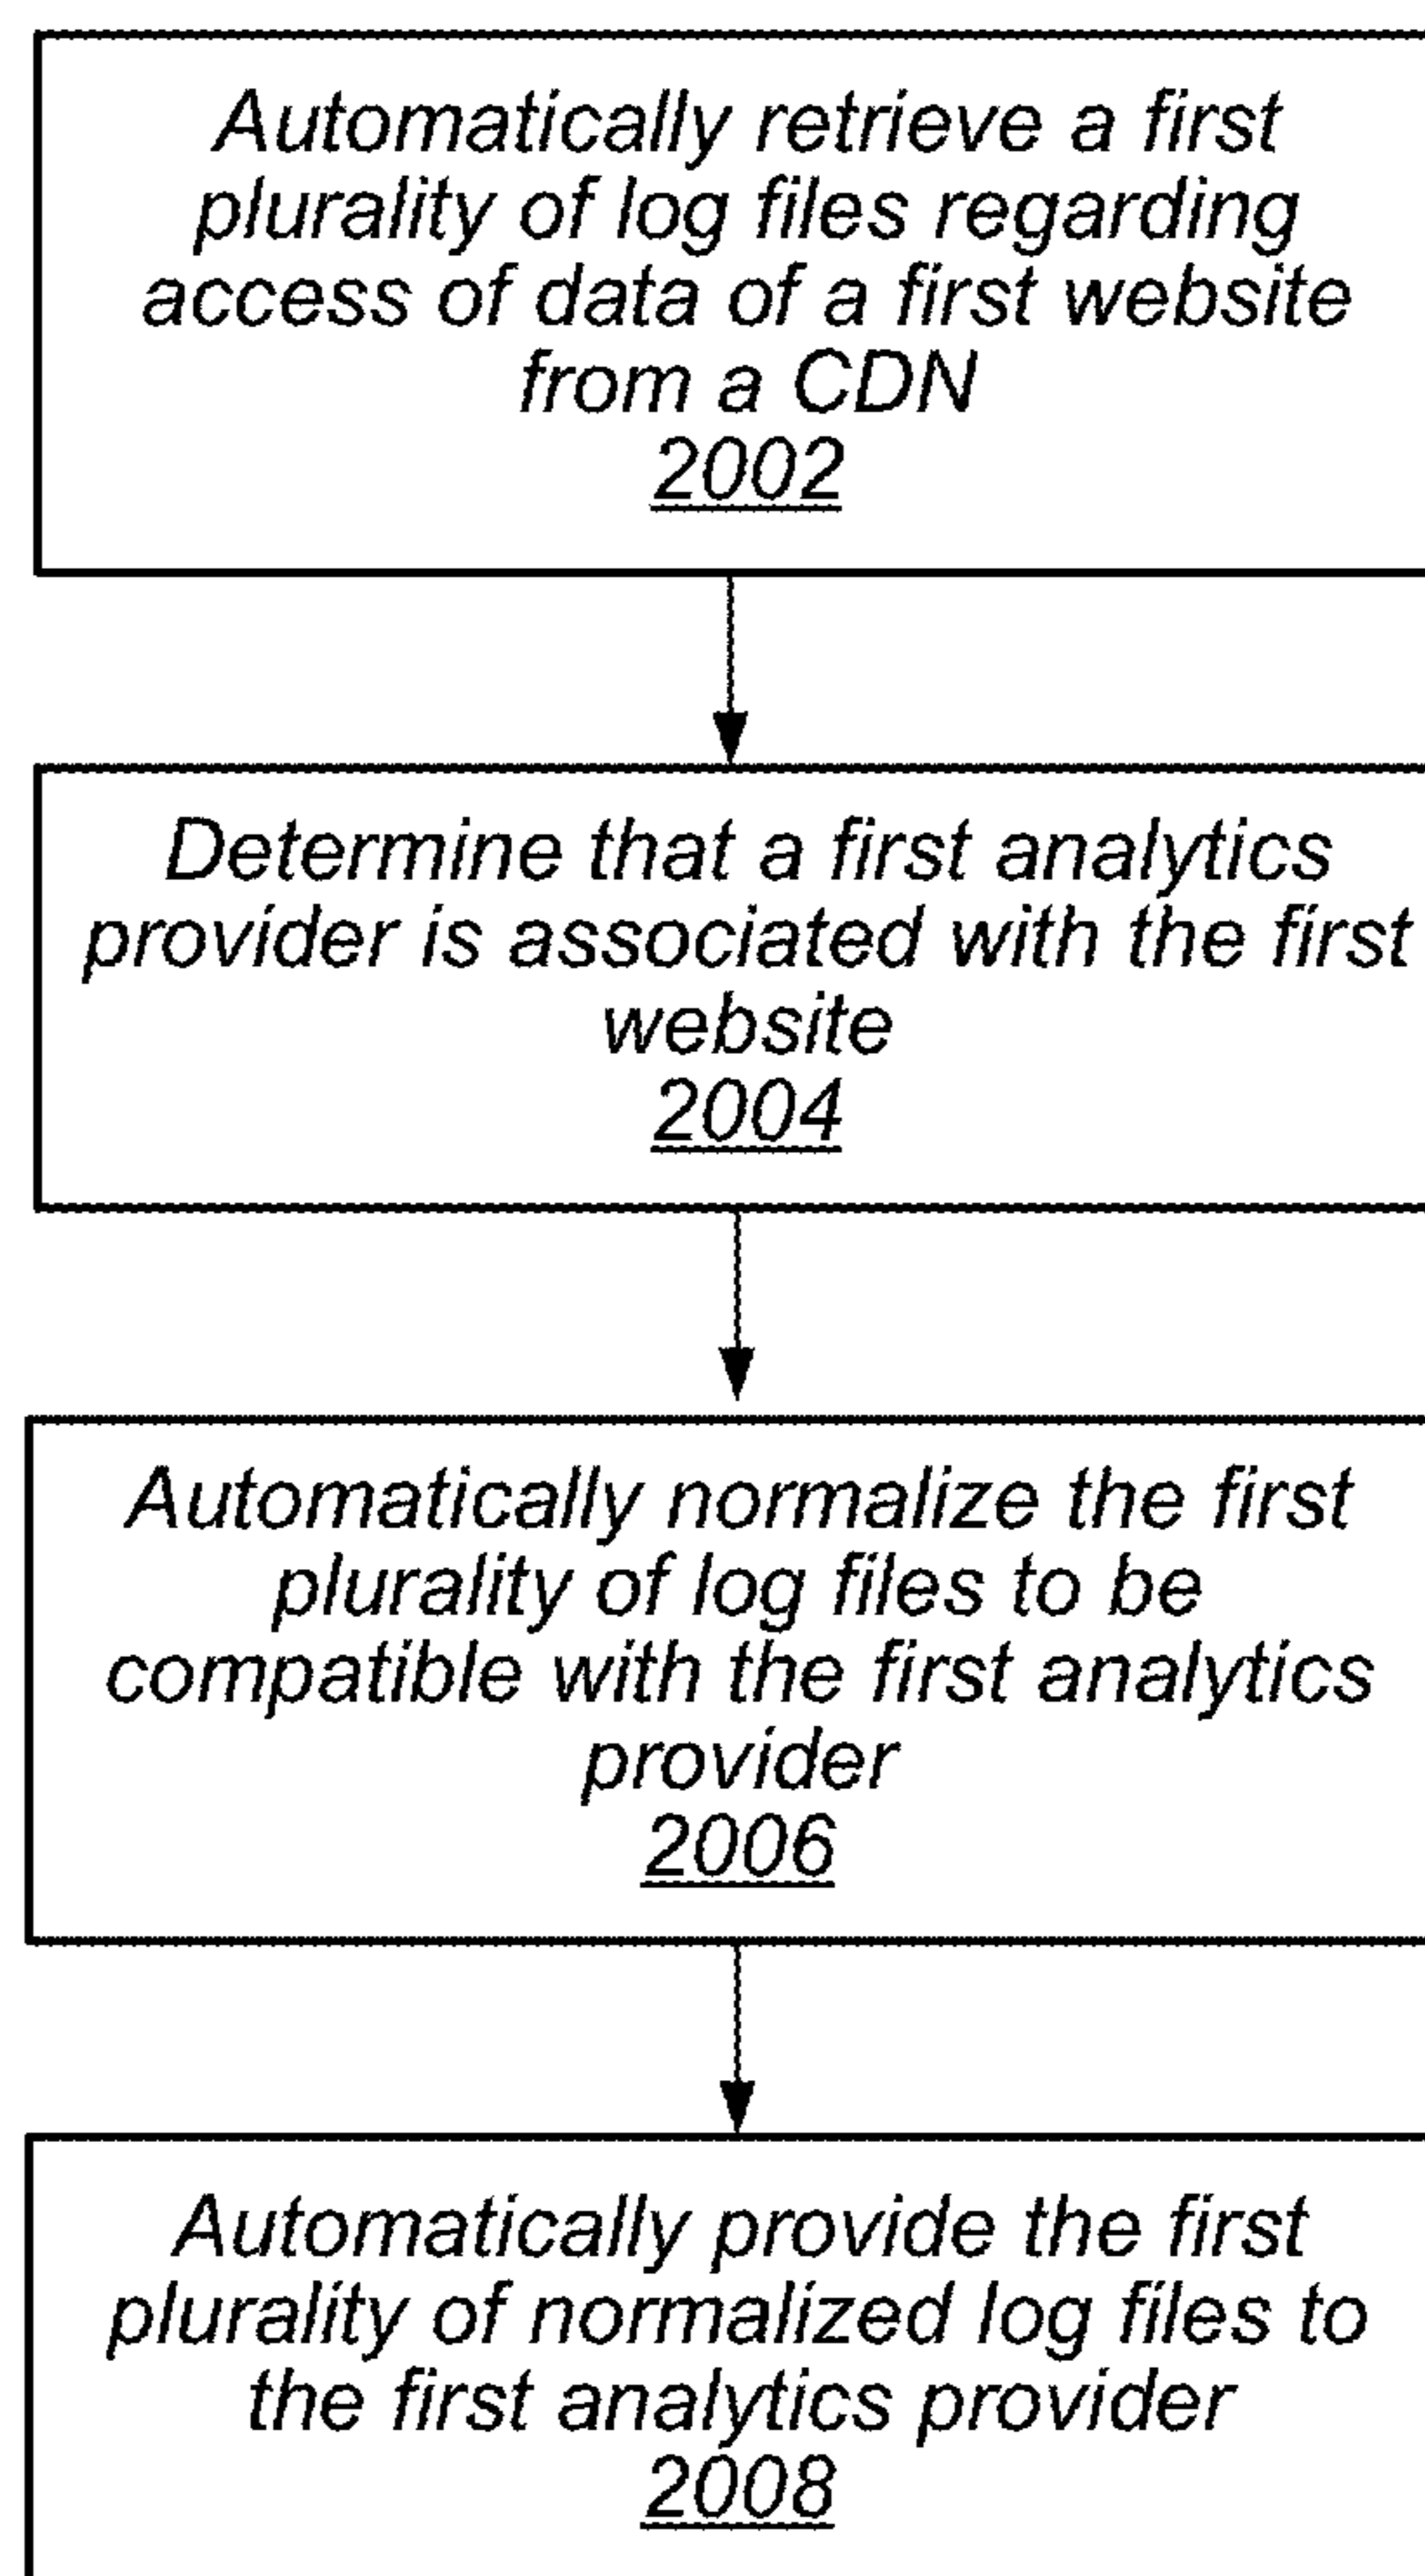 Automatically retrieve a first
plurality of log files regarding
access of data of a first website
from a CDN
2002
Determine that a first analytics
provider is associated with the first
website
2004
Automatically normalize the first
plurality of log files to be
compatible with the first analytics
provider
2006
Automatically provide the first
plurality of normalized log files to
the first analytics provider
2008